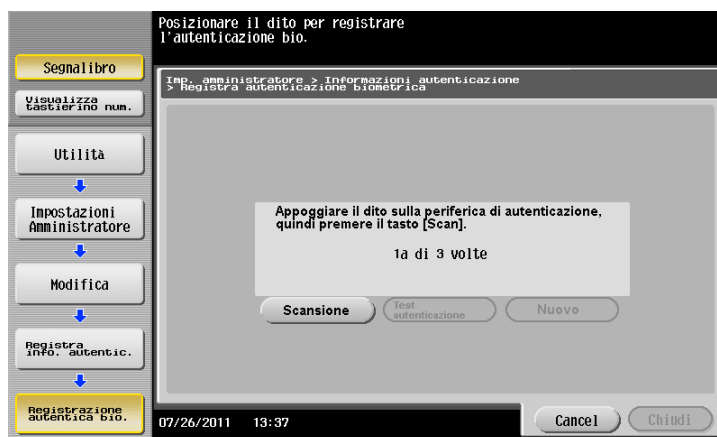 Posizionare il dito per registrare
l'autenticazione bio.
Segnalibro
Visualizza
tastierino num.
Imp. amministratore > Informazioni autenticazione
> Registra autenticazione biometrica
Utilità
Impostazioni
Amministratore
Modifica
Registra
info. autentic.
Registrazione
autentica bio.
Appoggiare il dito sulla periferica di autenticazione,
quindi premere il tasto [Scan].
1a di 3 volte
Scansione
Test
autenticazione
Nuovo
07/26/2011 13:37
Cancel
Chiudi